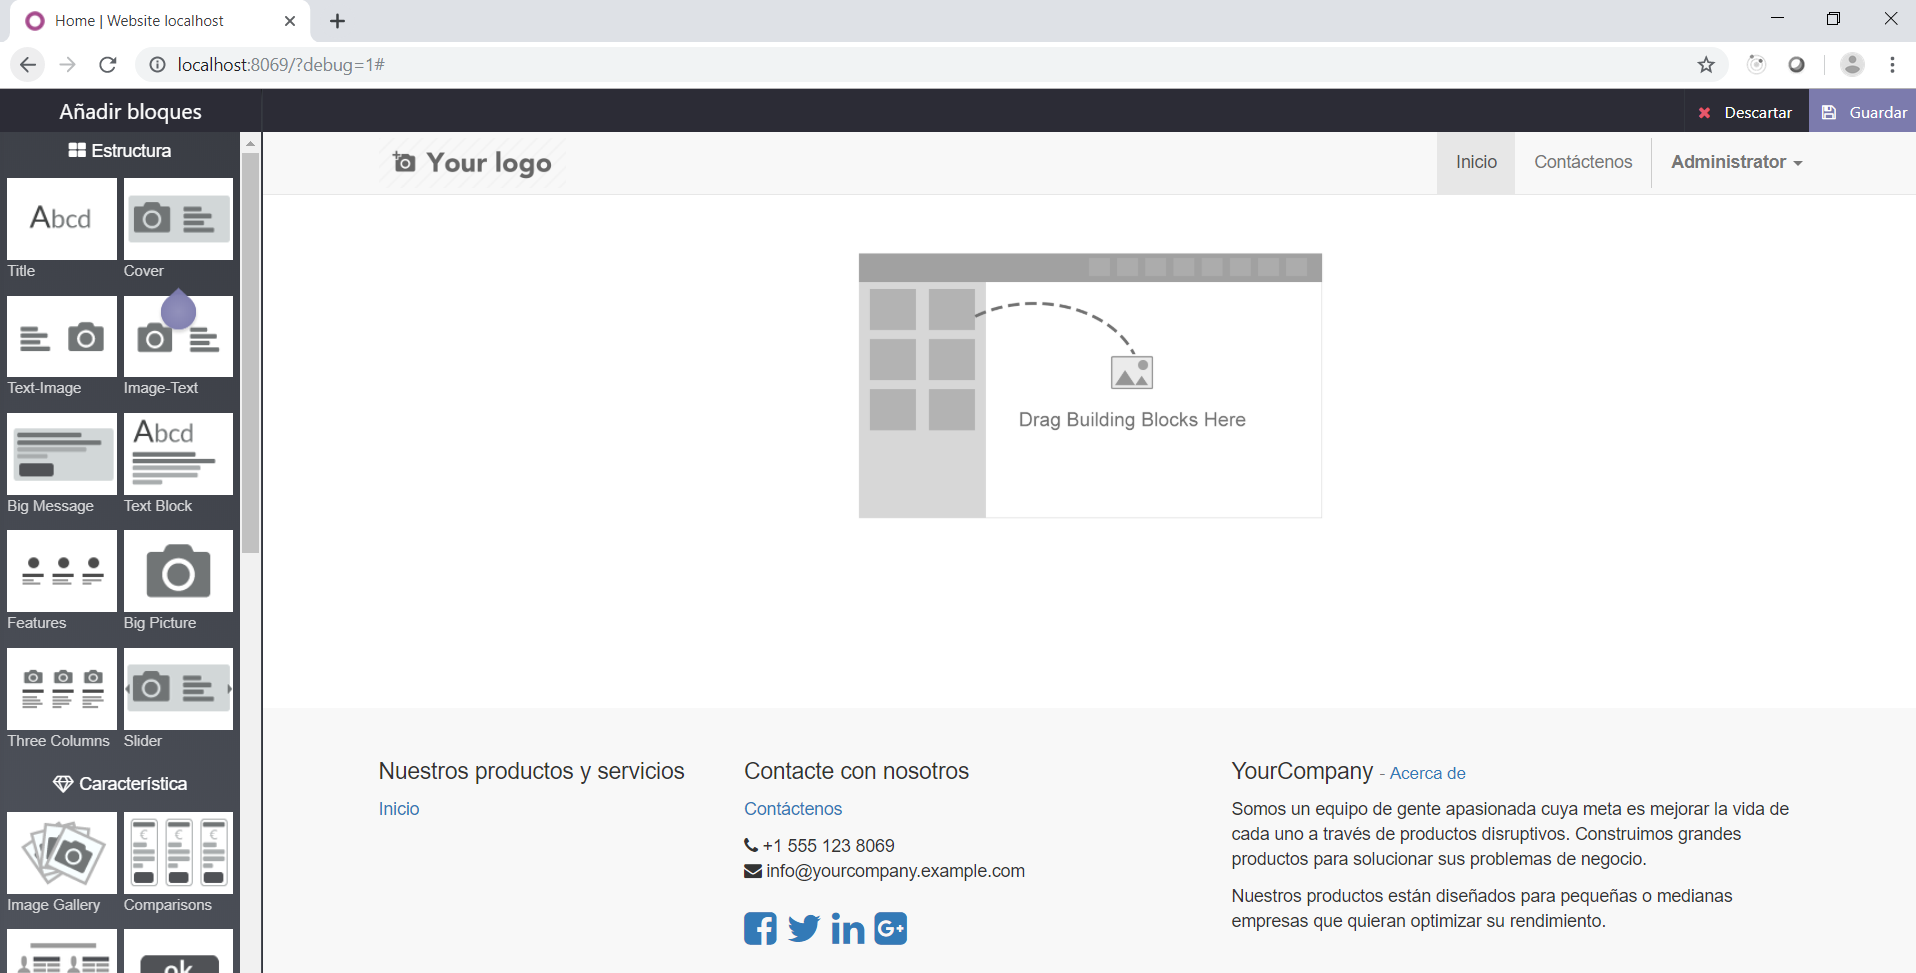 Home | Website localhost
localhost:8069/?debug=1#
Añadir bloques
Descartar
Guardar
Estructura
Abcd
Title
Cover
Text-Image
Image-Text
Big Message
Abcd
Text Block
Features
Big Picture
Three Columns
Slider
Característica
Image Gallery
€ € €
Comparisons
ok
Your logo
Inicio
Contáctenos
Administrator
Drag Building Blocks Here
Nuestros productos y servicios
Inicio
Contacte con nosotros
Contáctenos
+1 555 123 8069
info@yourcompany.example.com
in
G+
YourCompany - Acerca de
Somos un equipo de gente apasionada cuya meta es mejorar la vida de
cada uno a través de productos disruptivos. Construimos grandes
productos para solucionar sus problemas de negocio.
Nuestros productos están diseñados para pequeñas o medianas
empresas que quieran optimizar su rendimiento.